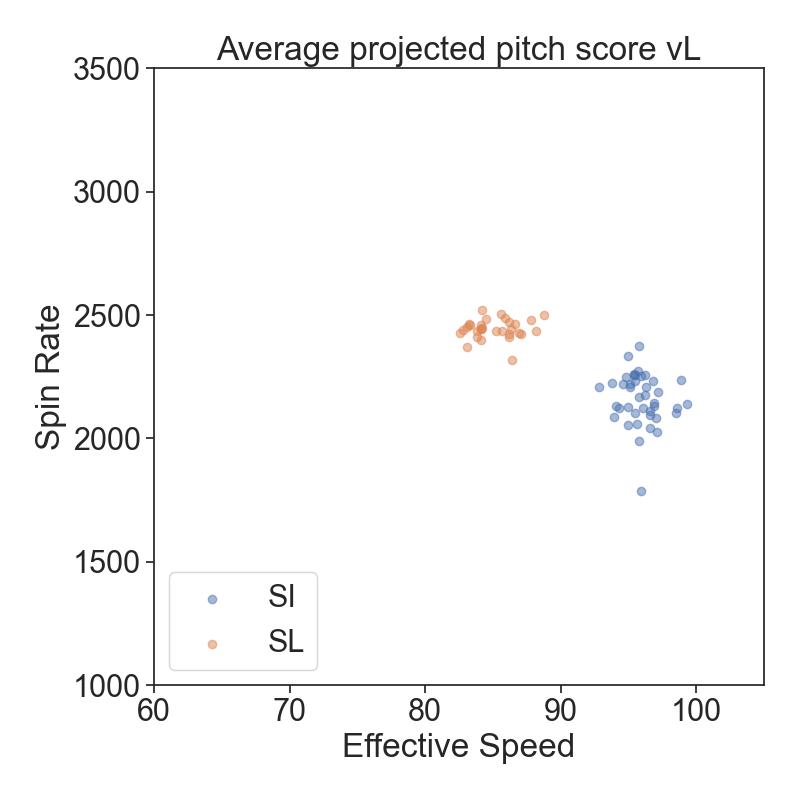 Average projected pitch score vL
3500
3000
2500
2000
1500
1000
Spin Rate
SI
SL
60 70 80 90 100
Effective Speed